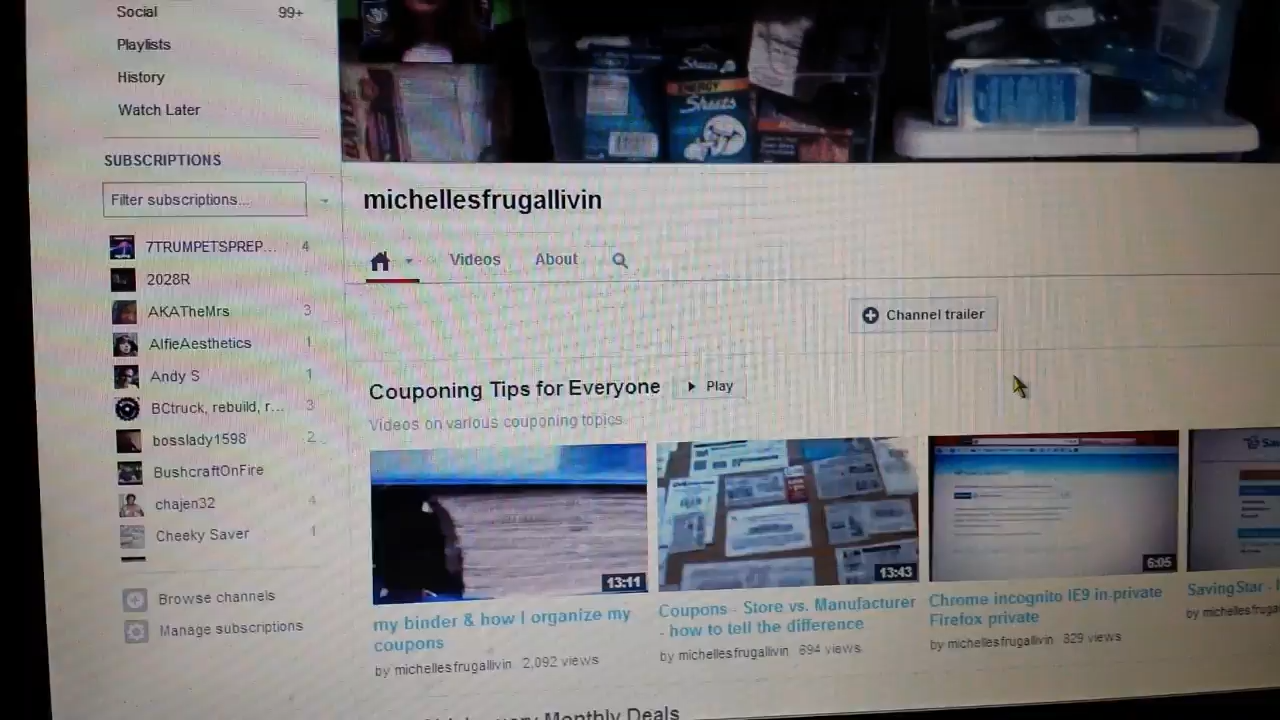 Social 99+
Playlists
History
Watch Later
SUBSCRIPTIONS
Filter subscriptions...
7TRUMPETSPREP... 4
2028R
AKATheMrs 3
AlfieAesthetics 1
Andy S 1
BCtruck, rebuild, r... 3
bosslady1598 2
BushcraftOnFire
chajen32 4
Cheeky Saver 1
Browse channels
Manage subscriptions
ENERGY
Sheets
michellesfrugallivin
Videos About
Channel trailer
Couponing Tips for Everyone Play
Videos on various couponing topics.
13:11
13:43
6:05
my binder & how I organize my
coupons
by michellesfrugallivin 2,092 views
Coupons - Store vs. Manufacturer
- how to tell the difference
by michellesfrugallivin 694 views
Chrome incognito IE9 in-private
Firefox private
by michellesfrugallivin 829 views
SavingStar -
by michellesfruga
Monthly Deals